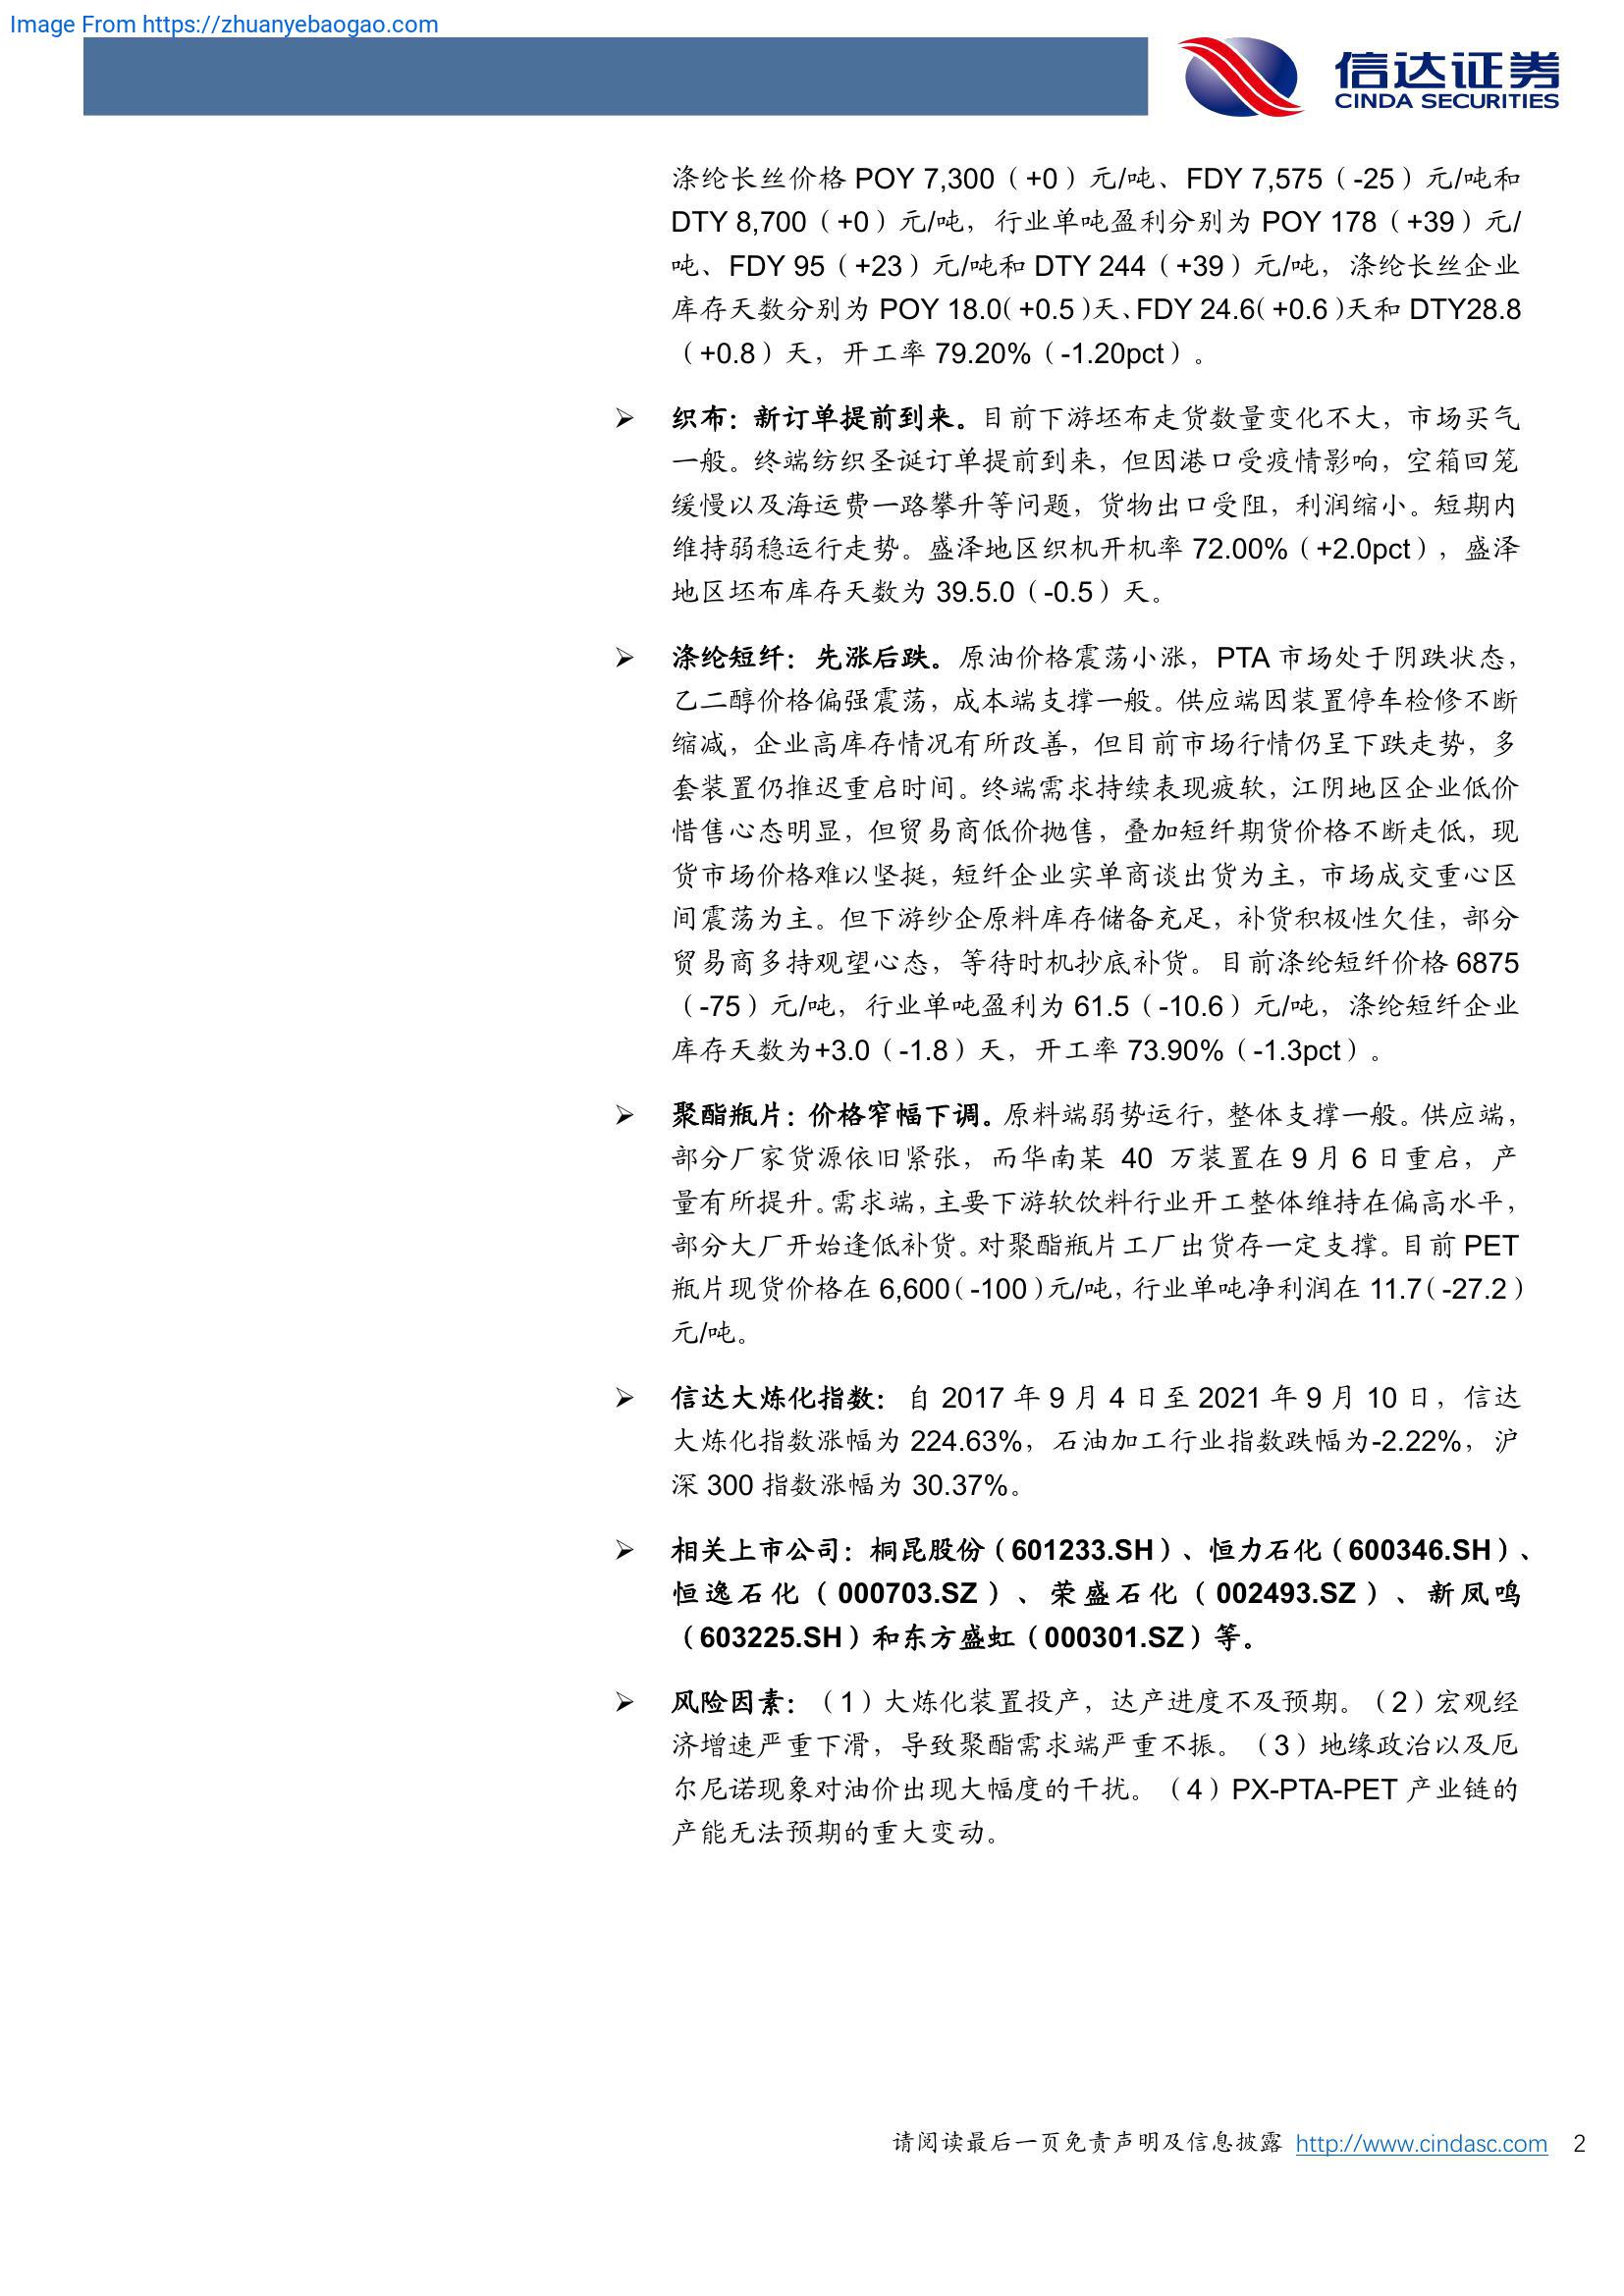 Image From https://zhuanyebaogao.com
信达证券
CINDA SECURITIES
涤纶长丝价格 POY 7,300（+0）元/吨、FDY 7,575（-25）元/吨和
DTY 8,700（+0）元/吨，行业单吨盈利分别为 POY 178（+39）元/
吨、FDY 95（+23）元/吨和 DTY 244（+39）元/吨，涤纶长丝企业
库存天数分别为 POY 18.0（+0.5）天、FDY 24.6（+0.6）天和 DTY28.8
（+0.8）天，开工率 79.20%（-1.20pct）。
➢ 织布：新订单提前到来。目前下游坯布走货数量变化不大，市场买气
一般。终端纺织圣诞订单提前到来，但因港口受疫情影响，空箱回笼
缓慢以及海运费一路攀升等问题，货物出口受阻，利润缩小。短期内
维持弱稳运行走势。盛泽地区织机开机率 72.00%（+2.0pct），盛泽
地区坯布库存天数为 39.5.0（-0.5）天。
➢ 涤纶短纤：先涨后跌。原油价格震荡小涨，PTA 市场处于阴跌状态，
乙二醇价格偏强震荡，成本端支撑一般。供应端因装置停车检修不断
缩减，企业高库存情况有所改善，但目前市场行情仍呈下跌走势，多
套装置仍推迟重启时间。终端需求持续表现疲软，江阴地区企业低价
惜售心态明显，但贸易商低价抛售，叠加短纤期货价格不断走低，现
货市场价格难以坚挺，短纤企业实单商谈出货为主，市场成交重心区
间震荡为主。但下游纱企原料库存储备充足，补货积极性欠佳，部分
贸易商多持观望心态，等待时机抄底补货。目前涤纶短纤价格 6875
（-75）元/吨，行业单吨盈利为 61.5（-10.6）元/吨，涤纶短纤企业
库存天数为+3.0（-1.8）天，开工率 73.90%（-1.3pct）。
➢ 聚酯瓶片：价格窄幅下调。原料端弱势运行，整体支撑一般。供应端，
部分厂家货源依旧紧张，而华南某 40 万装置在 9 月 6 日重启，产
量有所提升。需求端，主要下游软饮料行业开工整体维持在偏高水平，
部分大厂开始逢低补货。对聚酯瓶片工厂出货存一定支撑。目前 PET
瓶片现货价格在 6,600（-100）元/吨，行业单吨净利润在 11.7（-27.2）
元/吨。
➢ 信达大炼化指数：自 2017 年 9 月 4 日至 2021 年 9 月 10 日，信达
大炼化指数涨幅为 224.63%，石油加工行业指数跌幅为-2.22%，沪
深 300 指数涨幅为 30.37%。
➢ 相关上市公司：桐昆股份（601233.SH）、恒力石化（600346.SH）、
恒逸石化（000703.SZ）、荣盛石化（002493.SZ）、新凤鸣
（603225.SH）和东方盛虹（000301.SZ）等。
➢ 风险因素：（1）大炼化装置投产，达产进度不及预期。（2）宏观经
济增速严重下滑，导致聚酯需求端严重不振。（3）地缘政治以及厄
尔尼诺现象对油价出现大幅度的干扰。（4）PX-PTA-PET 产业链的
产能无法预期的重大变动。
请阅读最后一页免责声明及信息披露 http://www.cindasc.com 2